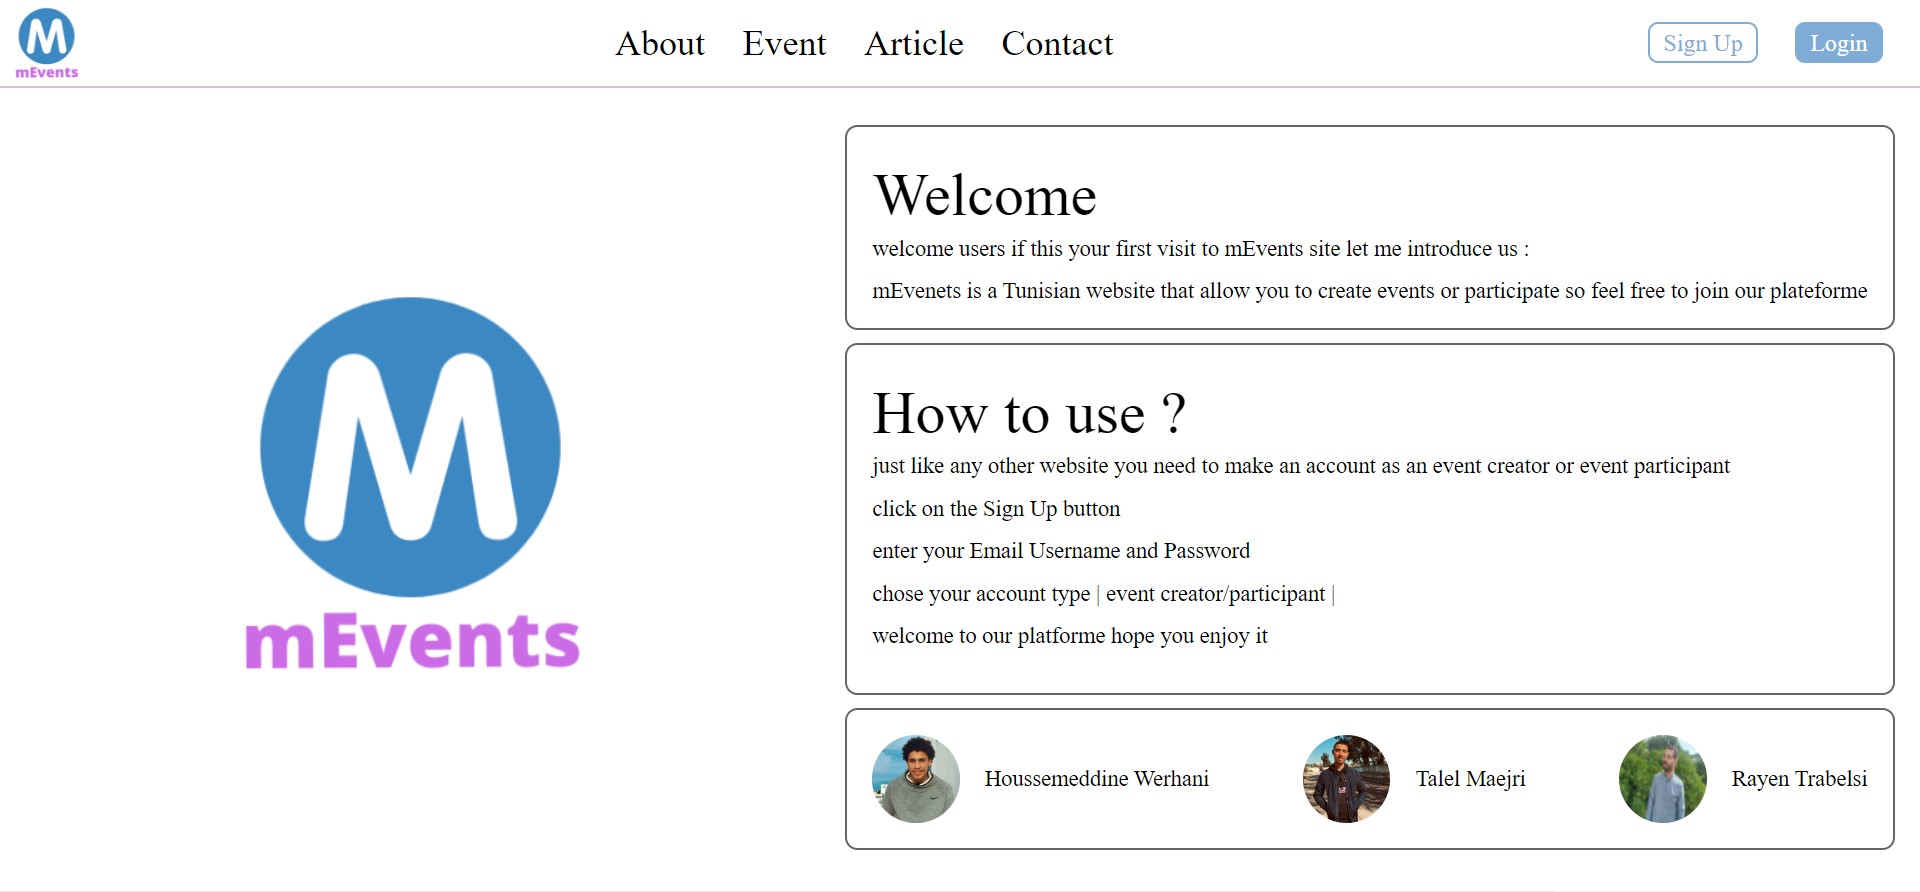 M
mEvents
About Event Article Contact
Sign Up
Login
M
mEvents
Welcome
welcome users if this your first visit to mEvents site let me introduce us :
mEvenets is a Tunisian website that allow you to create events or participate so feel free to join our plateforme
How to use ?
just like any other website you need to make an account as an event creator or event participant
click on the Sign Up button
enter your Email Username and Password
chose your account type | event creator/participant |
welcome to our platforme hope you enjoy it
Houssemeddine Werhani
Talel Maejri
Rayen Trabelsi